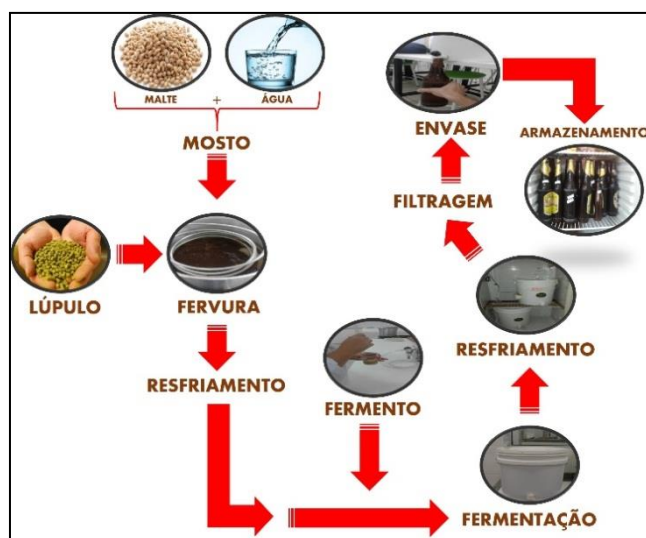 MALTE + ÁGUA
MOSTO
LÚPULO
FERVURA
RESFRIAMENTO
FERMENTO
FERMENTAÇÃO
RESFRIAMENTO
FILTRAGEM
ENVASE
ARMAZENAMENTO